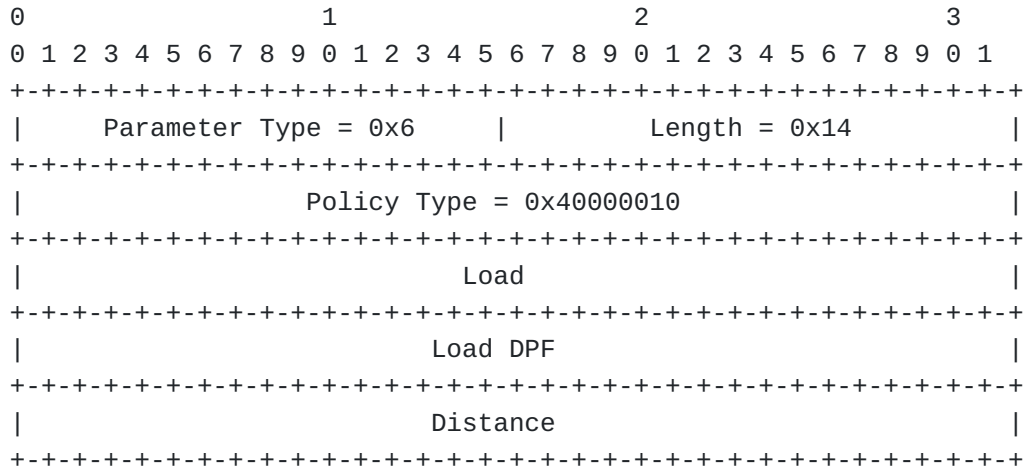 0                   1                   2                   3
0 1 2 3 4 5 6 7 8 9 0 1 2 3 4 5 6 7 8 9 0 1 2 3 4 5 6 7 8 9 0 1
+-+-+-+-+-+-+-+-+-+-+-+-+-+-+-+-+-+-+-+-+-+-+-+-+-+-+-+-+-+-+-+-+
|     Parameter Type = 0x6     |         Length = 0x14          |
+-+-+-+-+-+-+-+-+-+-+-+-+-+-+-+-+-+-+-+-+-+-+-+-+-+-+-+-+-+-+-+-+
|                  Policy Type = 0x40000010                     |
+-+-+-+-+-+-+-+-+-+-+-+-+-+-+-+-+-+-+-+-+-+-+-+-+-+-+-+-+-+-+-+-+
|                            Load                               |
+-+-+-+-+-+-+-+-+-+-+-+-+-+-+-+-+-+-+-+-+-+-+-+-+-+-+-+-+-+-+-+-+
|                          Load DPF                             |
+-+-+-+-+-+-+-+-+-+-+-+-+-+-+-+-+-+-+-+-+-+-+-+-+-+-+-+-+-+-+-+-+
|                          Distance                             |
+-+-+-+-+-+-+-+-+-+-+-+-+-+-+-+-+-+-+-+-+-+-+-+-+-+-+-+-+-+-+-+-+